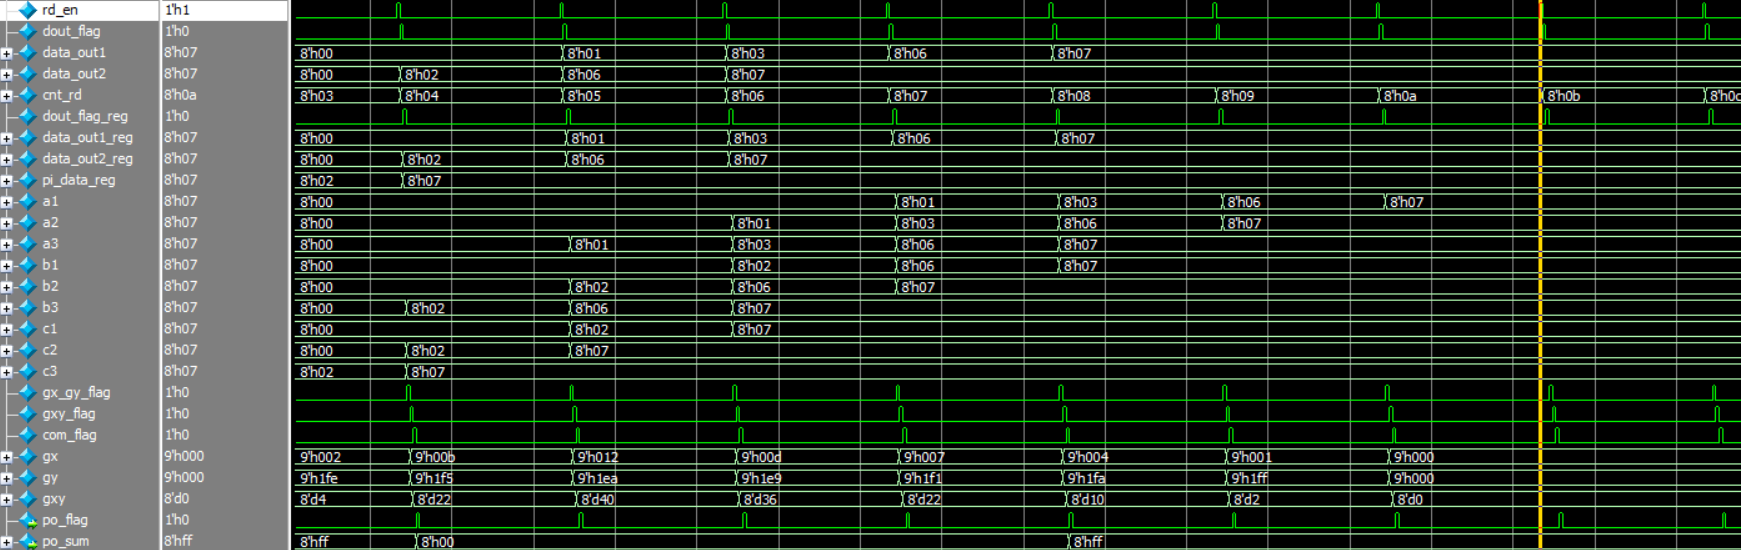 rd_en 1'h1
dout_flag 1'h0
data_out1 8'h07 8'h00 8'h01 8'h03 8'h06 8'h07
data_out2 8'h07 8'h00 8'h02 8'h06 8'h07
cnt_rd 8'h0a 8'h03 8'h04 8'h05 8'h06 8'h07 8'h08 8'h09 8'h0a 8'h0b 8'h0c
dout_flag_reg 1'h0
data_out1_reg 8'h07 8'h00 8'h01 8'h03 8'h06 8'h07
data_out2_reg 8'h07 8'h00 8'h02 8'h06 8'h07
pi_data_reg 8'h07 8'h02 8'h07
a1 8'h07 8'h00 8'h01 8'h03 8'h06 8'h07
a2 8'h07 8'h00 8'h01 8'h03 8'h06 8'h07
a3 8'h07 8'h00 8'h01 8'h03 8'h06 8'h07
b1 8'h07 8'h00 8'h02 8'h06 8'h07
b2 8'h07 8'h00 8'h02 8'h06 8'h07
b3 8'h07 8'h00 8'h02 8'h06 8'h07
c1 8'h07 8'h00 8'h02 8'h07
c2 8'h07 8'h00 8'h02 8'h07
c3 8'h07 8'h02 8'h07
gx_gy_flag 1'h0
gxy_flag 1'h0
com_flag 1'h0
gx 9'h000 9'h002 9'h00b 9'h012 9'h00d 9'h007 9'h004 9'h001 9'h000
gy 9'h000 9'h1fe 9'h1f5 9'h1ea 9'h1e9 9'h1f1 9'h1fa 9'h1ff 9'h000
gxy 8'd0 8'd4 8'd22 8'd40 8'd36 8'd22 8'd10 8'd2 8'd0
po_flag 1'h0
po_sum 8'hff 8'hff 8'h00 8'hff